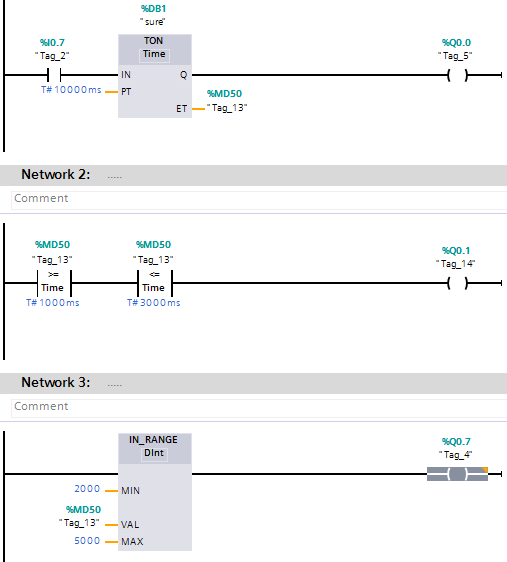 %DB1
"sure"
%I0.7
"Tag_2"
TON
Time
%Q0.0
"Tag_5"
IN
Q
T#10000ms
PT
%MD50
ET
"Tag_13"
Network 2:
.....
Comment
%MD50
"Tag_13"
>=
Time
T#1000ms
%MD50
"Tag_13"
<=
Time
T#3000ms
%Q0.1
"Tag_14"
Network 3:
.....
Comment
IN_RANGE
DInt
%Q0.7
"Tag_4"
2000
MIN
%MD50
"Tag_13"
VAL
5000
MAX